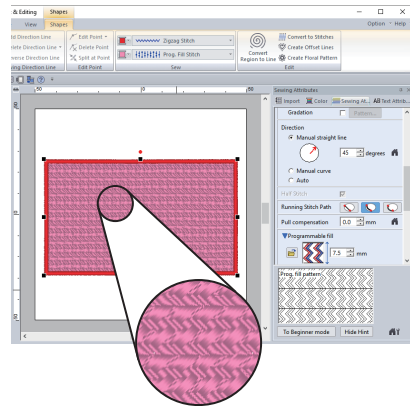 & Editing Shapes
View Shapes Option Help
d Direction Line Edit Point Zigzag Stitch Convert to Stitches
lete Direction Line Delete Point Create Offset Lines
verse Direction Line Split at Point Prog. Fill Stitch Convert Region to Line Create Floral Pattern
ing Direction Line Edit Point Sew Edit
50 0 50
Sewing Attributes
Import Color Sewing At... Text Attrib...
Gradation Pattern...
Direction
Manual straight line
45 degrees
Manual curve
Auto
Half Stitch
Running Stitch Path
Pull compensation 0.0 mm
Programmable fill
7.5 mm
Prog. fill pattern
To Beginner mode Hide Hint